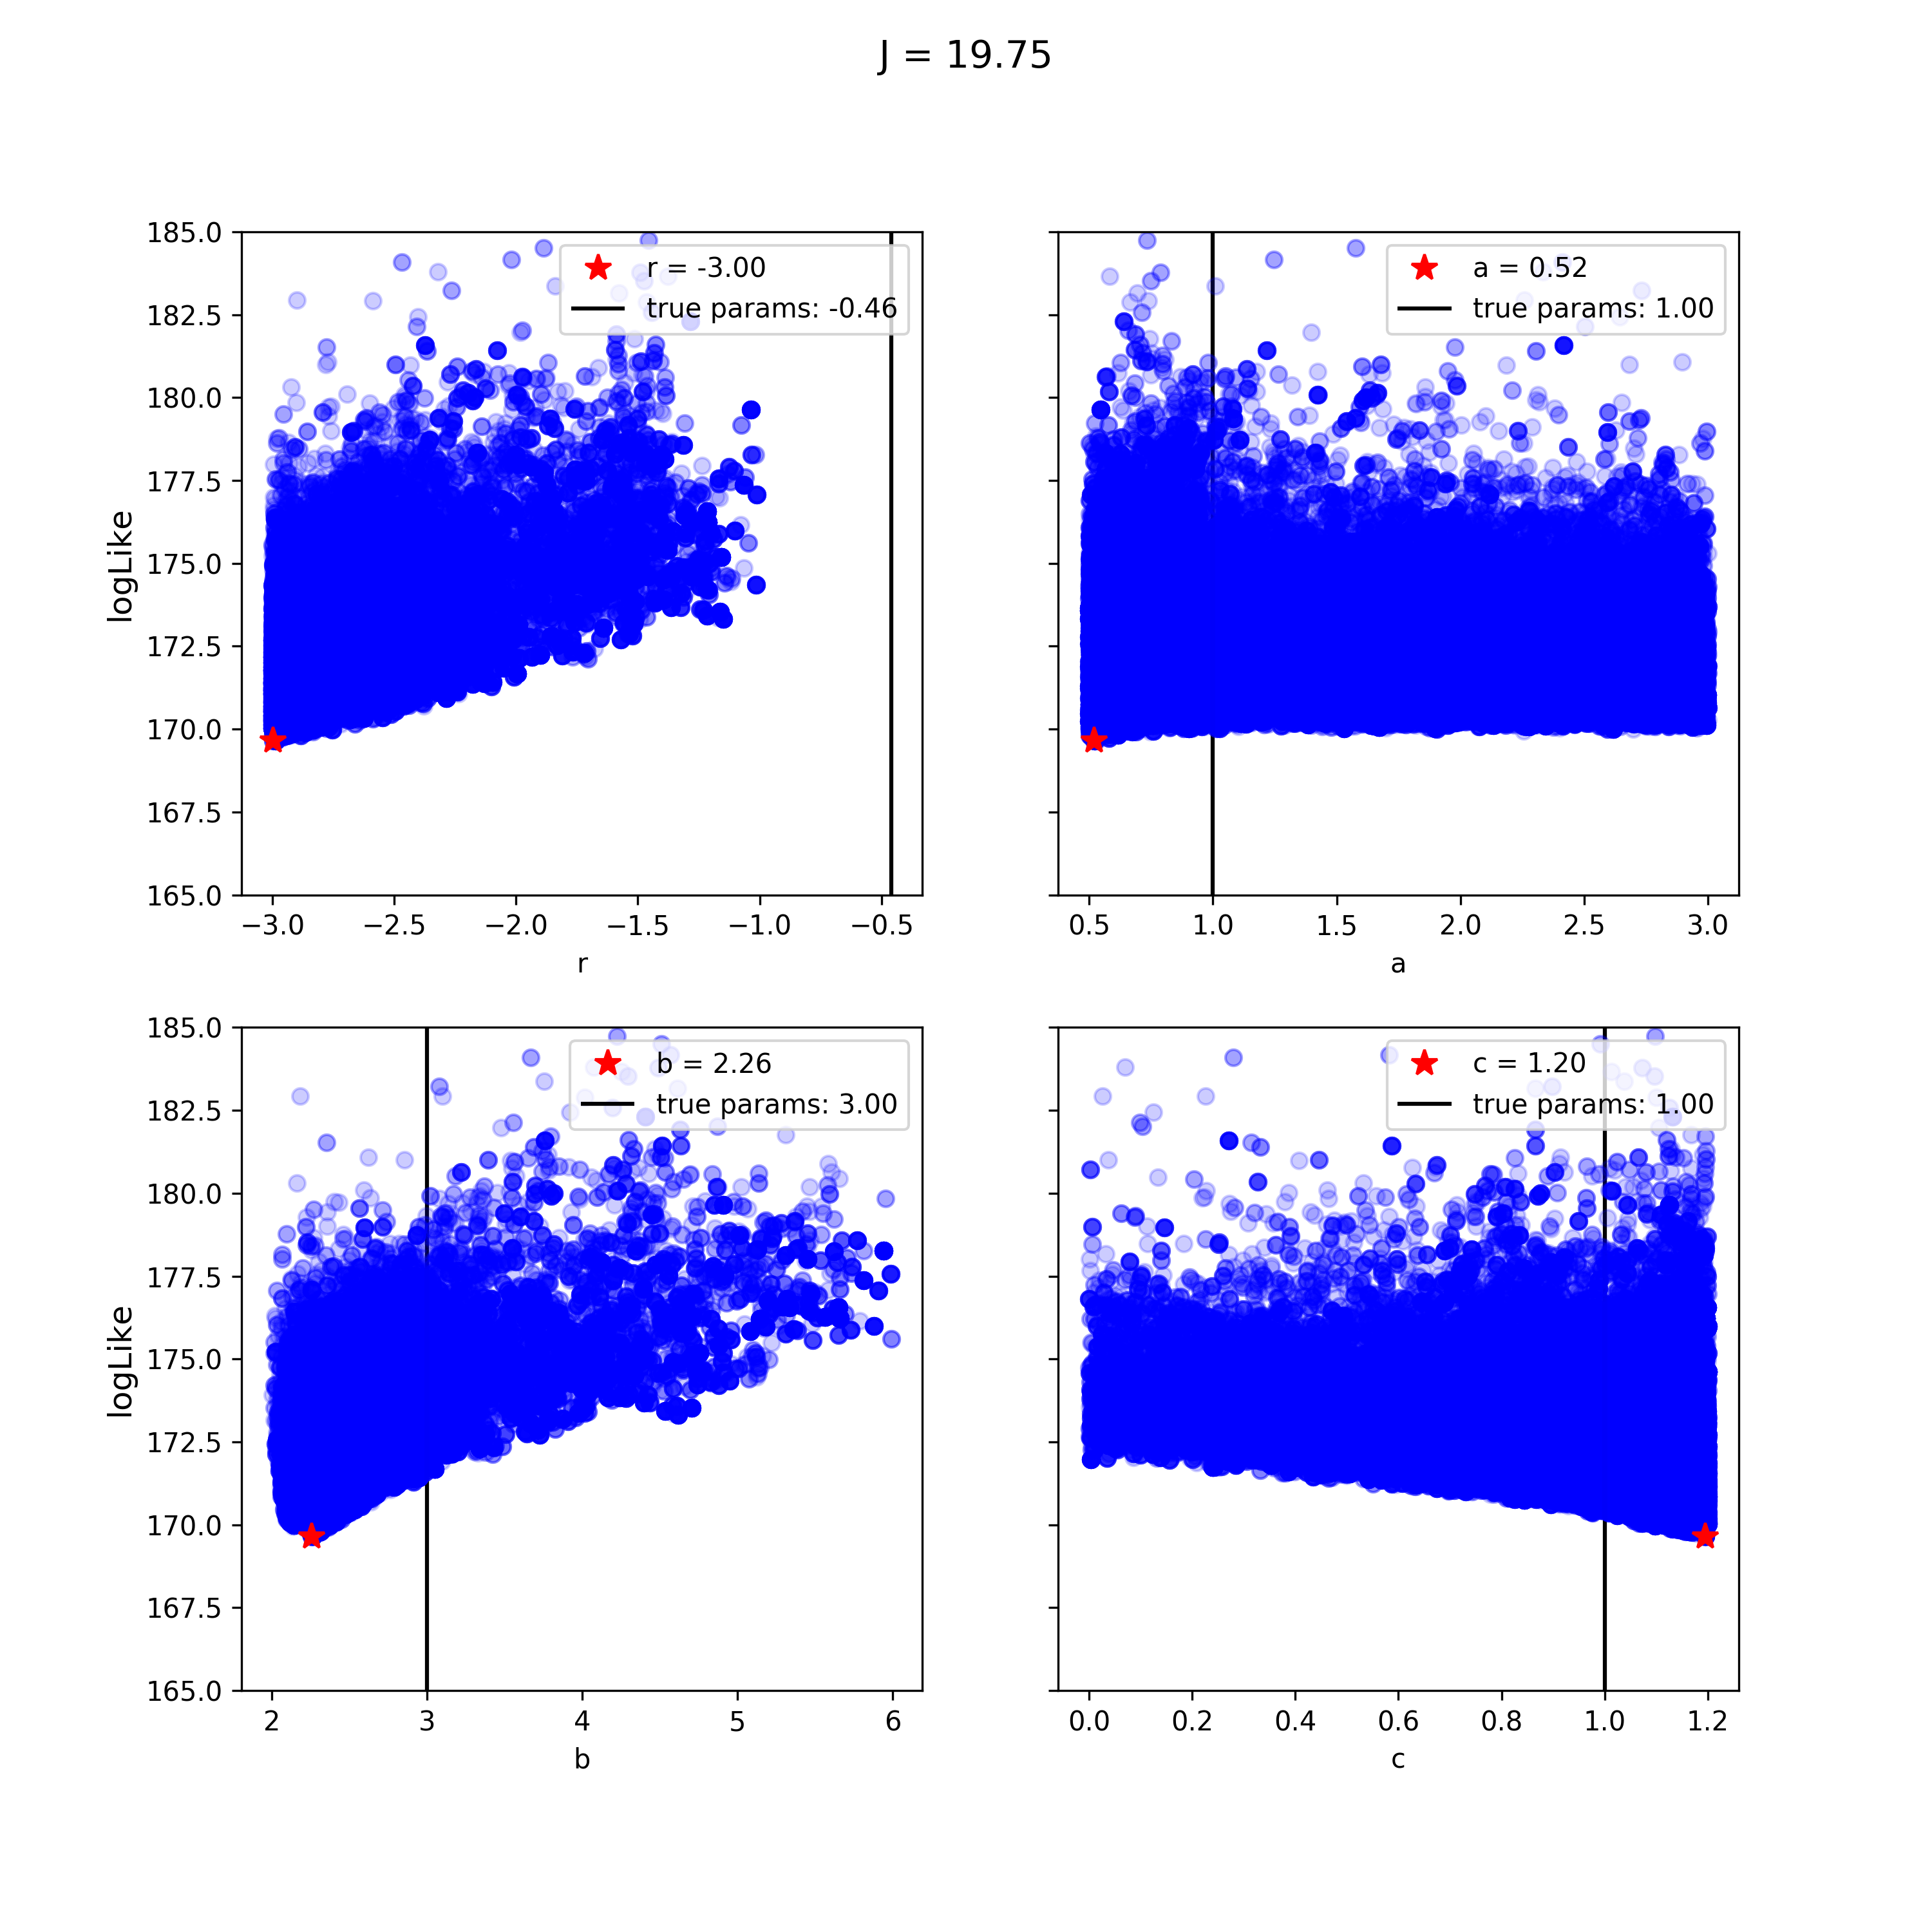 J = 19.75
185.0
182.5
180.0
177.5
175.0
172.5
170.0
167.5
165.0
logLike
−3.0 −2.5 −2.0 −1.5 −1.0 −0.5
r
r = -3.00
true params: -0.46
0.5 1.0 1.5 2.0 2.5 3.0
a
a = 0.52
true params: 1.00
185.0
182.5
180.0
177.5
175.0
172.5
170.0
167.5
165.0
logLike
2 3 4 5 6
b
b = 2.26
true params: 3.00
0.0 0.2 0.4 0.6 0.8 1.0 1.2
c
c = 1.20
true params: 1.00